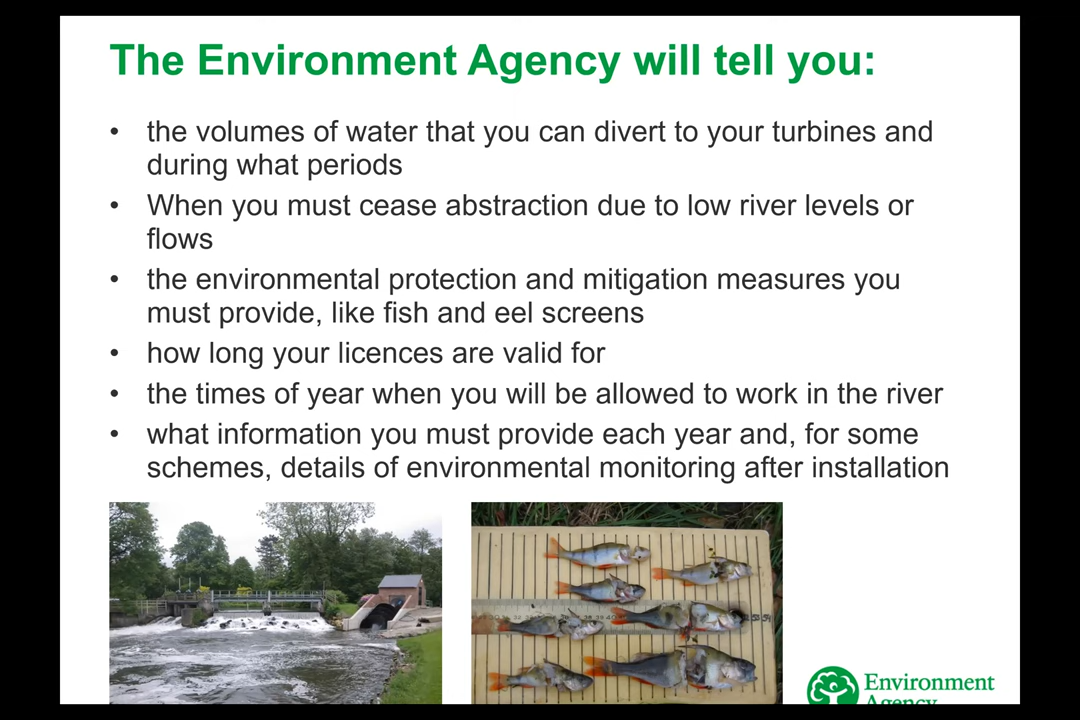 The Environment Agency will tell you:
• the volumes of water that you can divert to your turbines and
during what periods
• When you must cease abstraction due to low river levels or
flows
• the environmental protection and mitigation measures you
must provide, like fish and eel screens
• how long your licences are valid for
• the times of year when you will be allowed to work in the river
• what information you must provide each year and, for some
schemes, details of environmental monitoring after installation
Environment
Agency